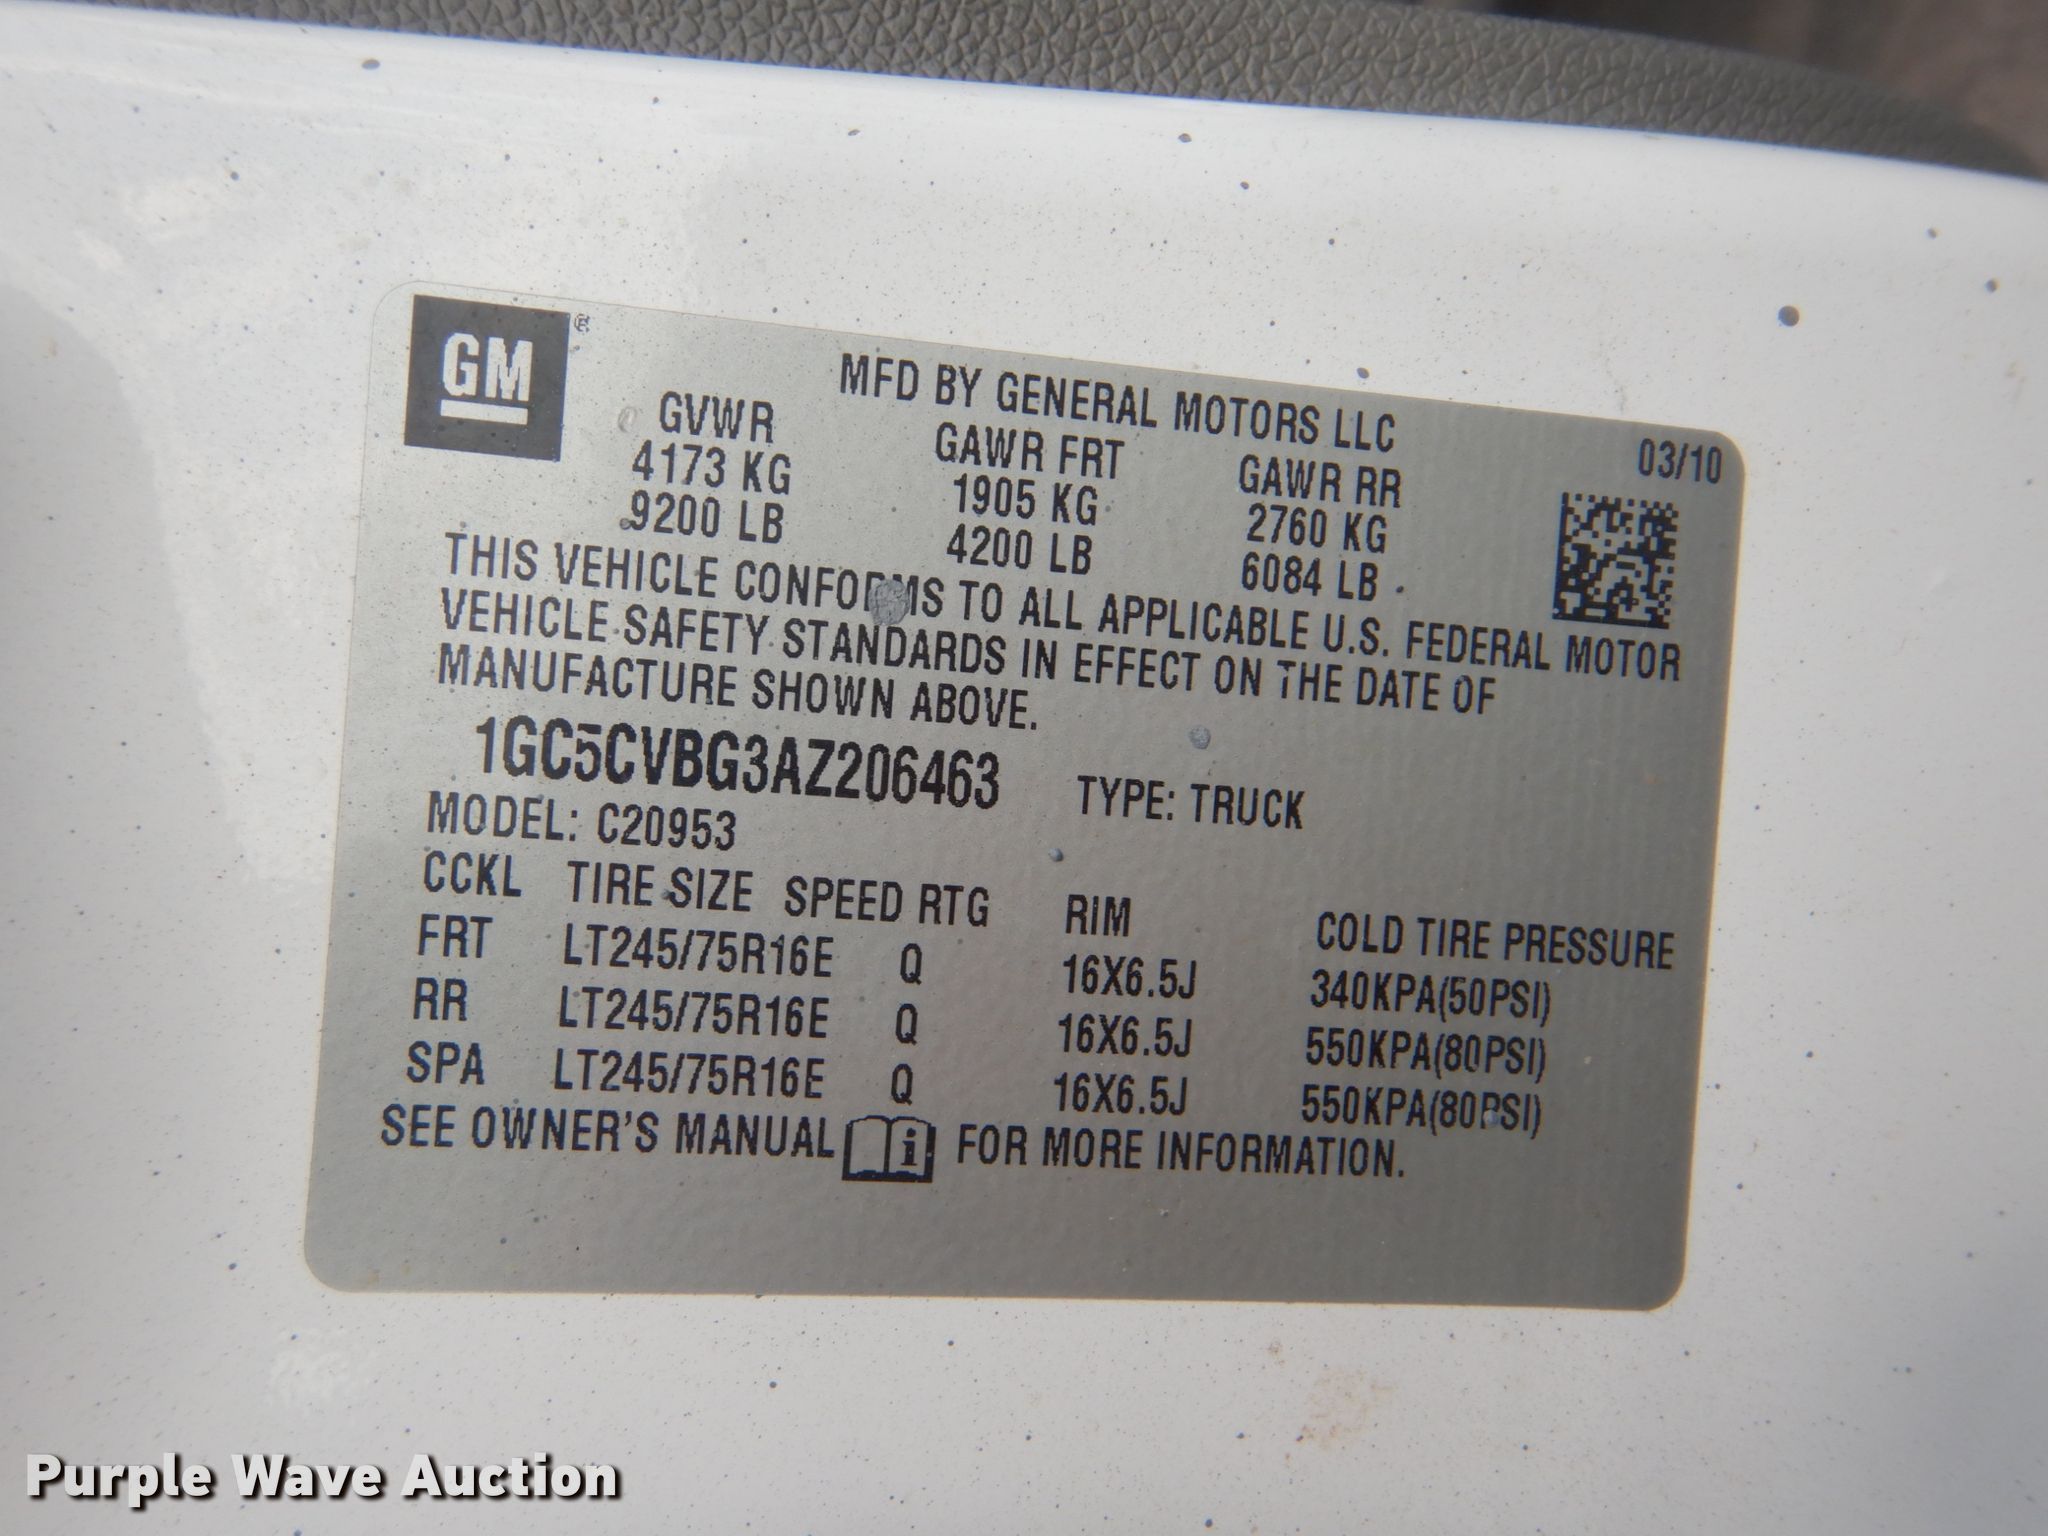 GM®
MFD BY GENERAL MOTORS LLC
03/10
GVWR GAWR FRT GAWR RR
4173 KG 1905 KG 2760 KG
9200 LB 4200 LB 6084 LB
THIS VEHICLE CONFORMS TO ALL APPLICABLE U.S. FEDERAL MOTOR
VEHICLE SAFETY STANDARDS IN EFFECT ON THE DATE OF
MANUFACTURE SHOWN ABOVE.
1GC5CVBG3AZ206463 TYPE: TRUCK
MODEL: C20953
CCKL TIRE SIZE SPEED RTG RIM COLD TIRE PRESSURE
FRT LT245/75R16E Q 16X6.5J 340KPA(50PSI)
RR LT245/75R16E Q 16X6.5J 550KPA(80PSI)
SPA LT245/75R16E Q 16X6.5J 550KPA(80PSI)
SEE OWNER'S MANUAL i FOR MORE INFORMATION.
Purple Wave Auction